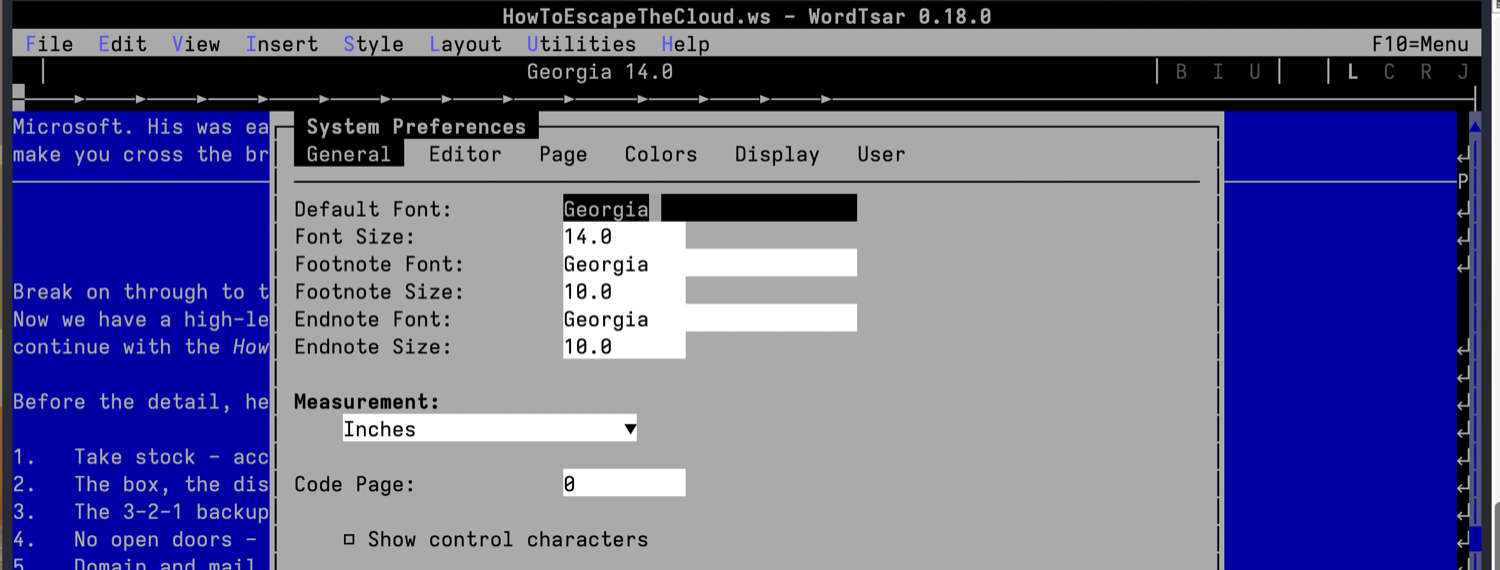 HowToEscapeTheCloud.ws - WordTsar 0.18.0
File Edit View Insert Style Layout Utilities Help F10=Menu
Georgia 14.0 B I U L C R J
Microsoft. His was ea
make you cross the br
System Preferences
General Editor Page Colors Display User
P
Default Font: Georgia
Font Size: 14.0
Footnote Font: Georgia
Break on through to t
Footnote Size: 10.0
Now we have a high-le
Endnote Font: Georgia
continue with the How
Endnote Size: 10.0
Before the detail, he
Measurement:
Inches
1. Take stock - acc
2. The box, the dis
Code Page: 0
3. The 3-2-1 backup
4. No open doors -
Show control characters
5. Domain and mail